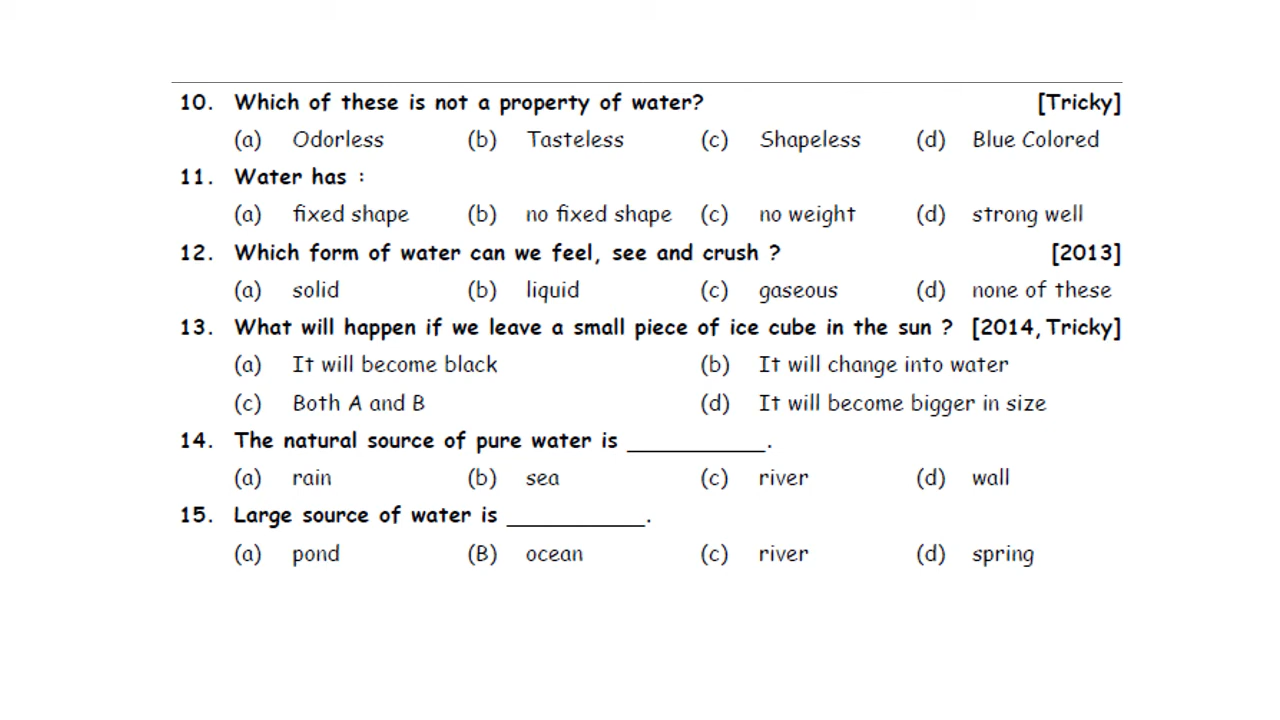 10. Which of these is not a property of water? [Tricky]
(a) Odorless (b) Tasteless (c) Shapeless (d) Blue Colored
11. Water has :
(a) fixed shape (b) no fixed shape (c) no weight (d) strong well
12. Which form of water can we feel, see and crush ? [2013]
(a) solid (b) liquid (c) gaseous (d) none of these
13. What will happen if we leave a small piece of ice cube in the sun ? [2014, Tricky]
(a) It will become black (b) It will change into water
(c) Both A and B (d) It will become bigger in size
14. The natural source of pure water is __________.
(a) rain (b) sea (c) river (d) wall
15. Large source of water is __________.
(a) pond (B) ocean (c) river (d) spring